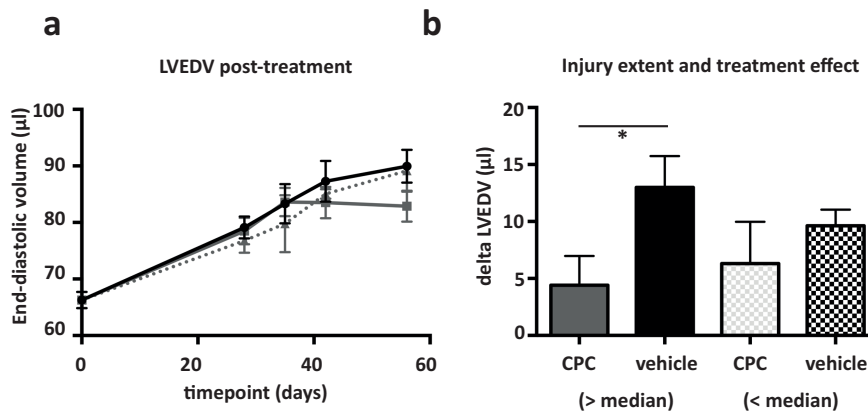 a
LVEDV post-treatment
End-diastolic volume (µl)
100
90
80
70
60
0 20 40 60
timepoint (days)
b
Injury extent and treatment effect
delta LVEDV (µl)
20
15
10
5
0
*
CPC vehicle CPC vehicle
(> median) (< median)